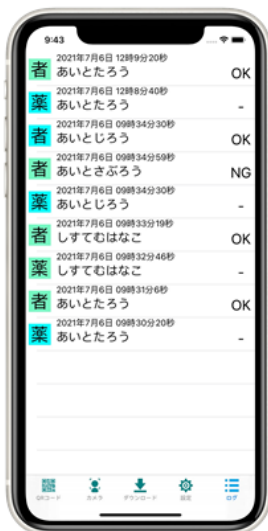 9:43
者 2021年7月6日 12時9分20秒
あいとたろう OK
薬 2021年7月6日 12時8分40秒
あいとたろう -
者 2021年7月6日 09時34分30秒
あいとじろう OK
者 2021年7月6日 09時34分59秒
あいとさぶろう NG
薬 2021年7月6日 09時34分30秒
あいとじろう -
者 2021年7月6日 09時33分19秒
しすてむはなこ OK
薬 2021年7月6日 09時32分46秒
しすてむはなこ -
者 2021年7月6日 09時31分6秒
あいとたろう OK
薬 2021年7月6日 09時30分20秒
あいとたろう -
QRコード カメラ ダウンロード 設定 ログ